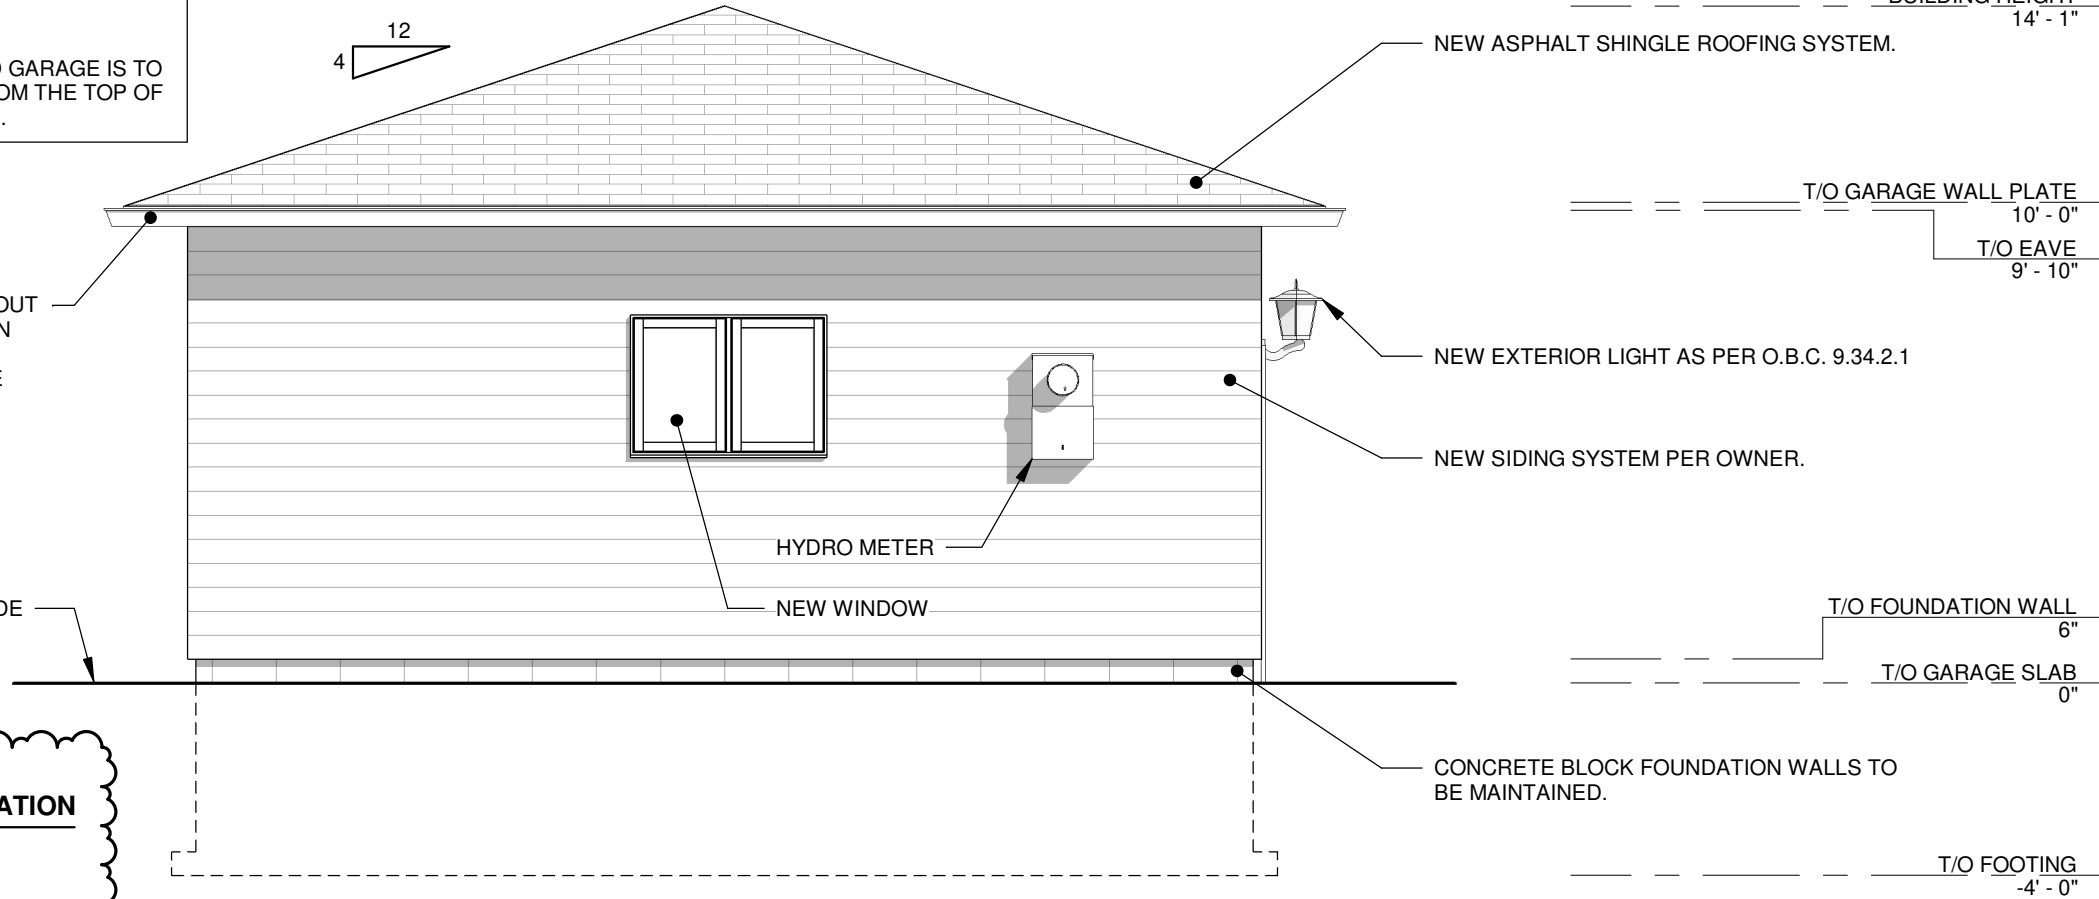 BUILDING HEIGHT
14' - 1"
12
4
GARAGE IS TO
THE TOP OF
NEW ASPHALT SHINGLE ROOFING SYSTEM.
T/O GARAGE WALL PLATE
10' - 0"
T/O EAVE
9' - 10"
NEW EXTERIOR LIGHT AS PER O.B.C. 9.34.2.1
NEW SIDING SYSTEM PER OWNER.
HYDRO METER
NEW WINDOW
T/O FOUNDATION WALL
6"
T/O GARAGE SLAB
0"
CONCRETE BLOCK FOUNDATION WALLS TO
BE MAINTAINED.
T/O FOOTING
-4' - 0"